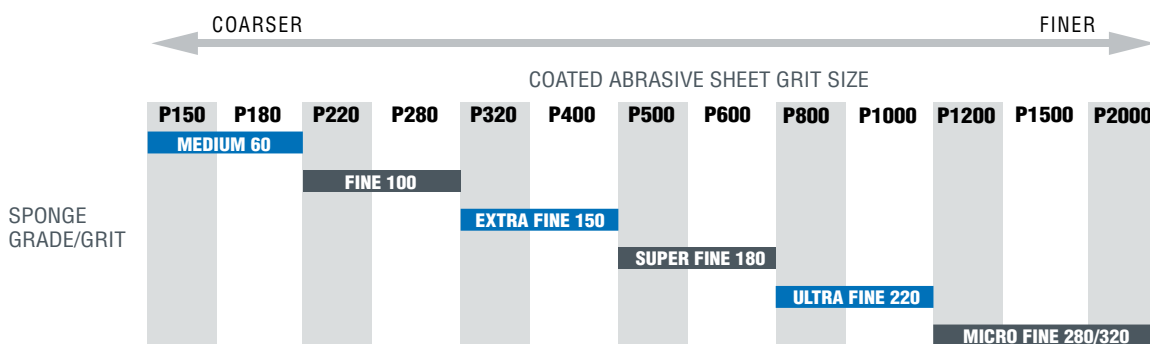 COARSER FINER
COATED ABRASIVE SHEET GRIT SIZE
P150 P180 P220 P280 P320 P400 P500 P600 P800 P1000 P1200 P1500 P2000
MEDIUM 60
FINE 100
SPONGE
GRADE/GRIT
EXTRA FINE 150
SUPER FINE 180
ULTRA FINE 220
MICRO FINE 280/320